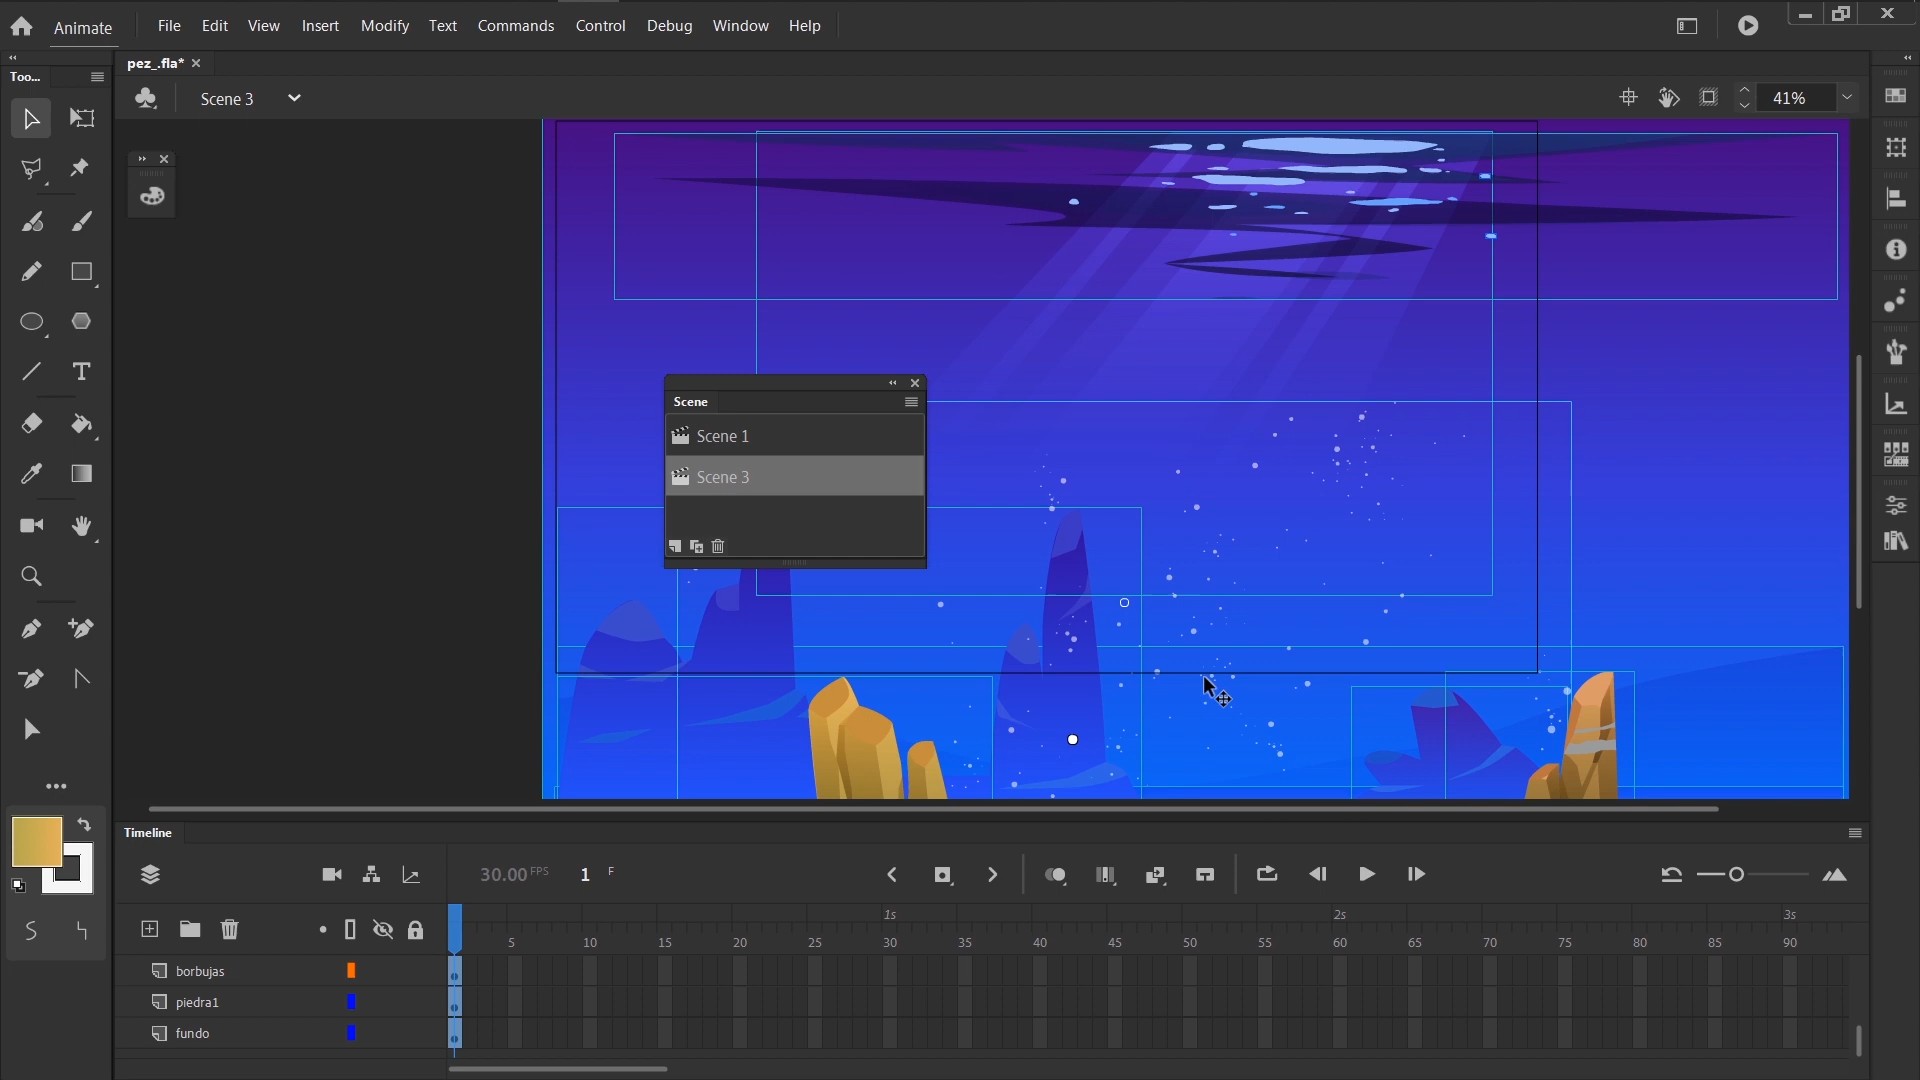 Animate File Edit View Insert Modify Text Commands Control Debug Window Help
Too...
pez_.fla*
Scene 3
41%
Scene
Scene 1
Scene 3
Timeline
30.00 FPS 1 F
1s 2s 3s
5 10 15 20 25 30 35 40 45 50 55 60 65 70 75 80 85 90
borbujas
piedra1
fundo